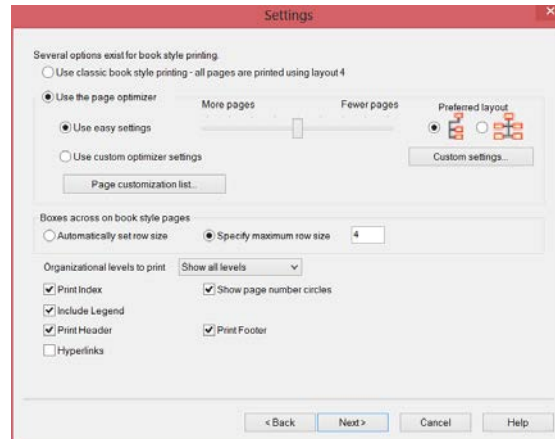 Settings
Several options exist for book style printing.
Use classic book style printing - all pages are printed using layout 4
Use the page optimizer
More pages
Fewer pages
Preferred layout
Use easy settings
Use custom optimizer settings
Custom settings...
Page customization list...
Boxes across on book style pages
Automatically set row size
Specify maximum row size
4
Organizational levels to print
Show all levels
Print Index
Show page number circles
Include Legend
Print Header
Print Footer
Hyperlinks
< Back
Next >
Cancel
Help